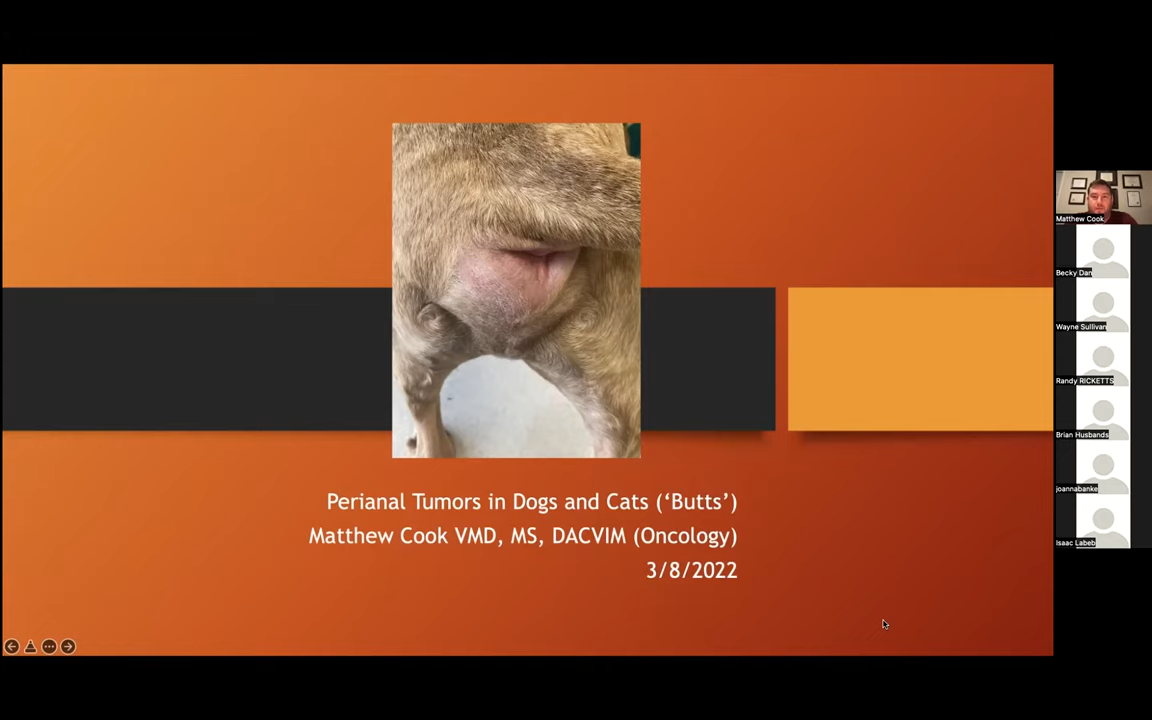 Perianal Tumors in Dogs and Cats (‘Butts’)
Matthew Cook VMD, MS, DACVIM (Oncology)
3/8/2022
Matthew Cook
Becky Dan
Wayne Sullivan
Randy RICKETTS
Brian Husbands
joannabanke
Isaac Labeb